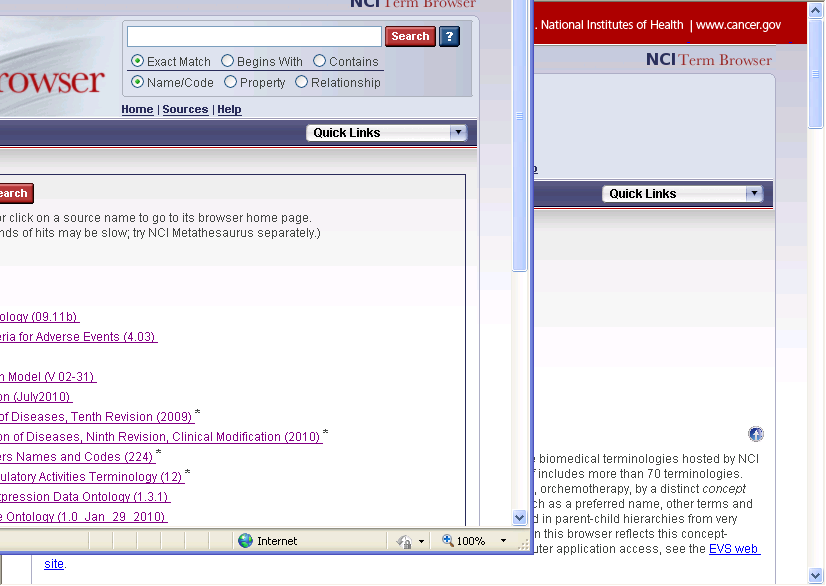 NCI Term Browser
Search ?
Exact Match Begins With Contains
Name/Code Property Relationship
rowser
Home | Sources | Help
Quick Links
earch
or click on a source name to go to its browser home page.
nds of hits may be slow; try NCI Metathesaurus separately.)
ology (09.11b)
eria for Adverse Events (4.03)
n Model (V 02-31)
on (July2010)
of Diseases, Tenth Revision (2009) *
on of Diseases, Ninth Revision, Clinical Modification (2010) *
ers Names and Codes (224) *
ulatory Activities Terminology (12) *
xpression Data Ontology (1.3.1)
e Ontology (1.0_Jan_29_2010)
Internet 100%
. National Institutes of Health | www.cancer.gov
NCI Term Browser
Quick Links
e biomedical terminologies hosted by NCI
f includes more than 70 terminologies.
, orchemotherapy, by a distinct concept
ch as a preferred name, other terms and
d in parent-child hierarchies from very
n this browser reflects this concept-
uter application access, see the EVS web
site.